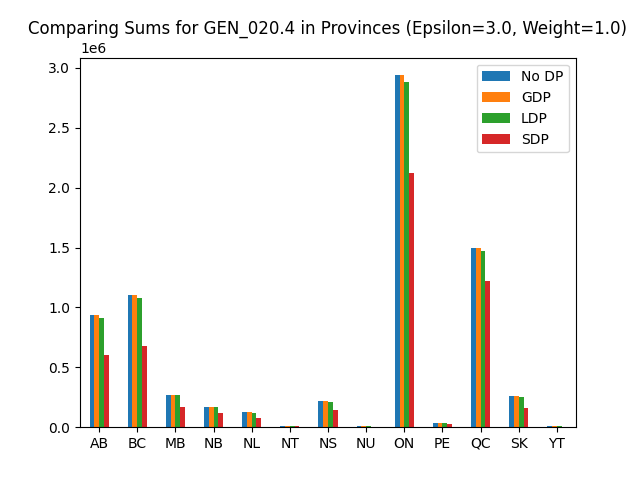 Comparing Sums for GEN_020.4 in Provinces (Epsilon=3.0, Weight=1.0)
1e6
3.0
2.5
2.0
1.5
1.0
0.5
0.0
No DP
GDP
LDP
SDP
AB BC MB NB NL NT NS NU ON PE QC SK YT